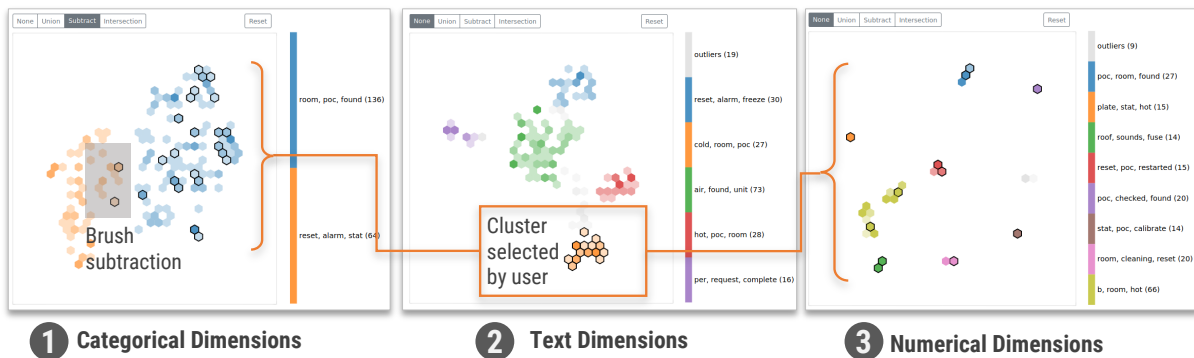 None Union Subtract Intersection Reset
room, poc, found (136)
reset, alarm, stat (64)
Brush
subtraction
1 Categorical Dimensions
None Union Subtract Intersection Reset
outliers (19)
reset, alarm, freeze (30)
cold, room, poc (27)
air, found, unit (73)
hot, poc, room (28)
per, request, complete (16)
Cluster
selected
by user
2 Text Dimensions
None Union Subtract Intersection Reset
outliers (9)
poc, room, found (27)
plate, stat, hot (15)
roof, sounds, fuse (14)
reset, poc, restarted (15)
poc, checked, found (20)
stat, poc, calibrate (14)
room, cleaning, reset (20)
b, room, hot (66)
3 Numerical Dimensions